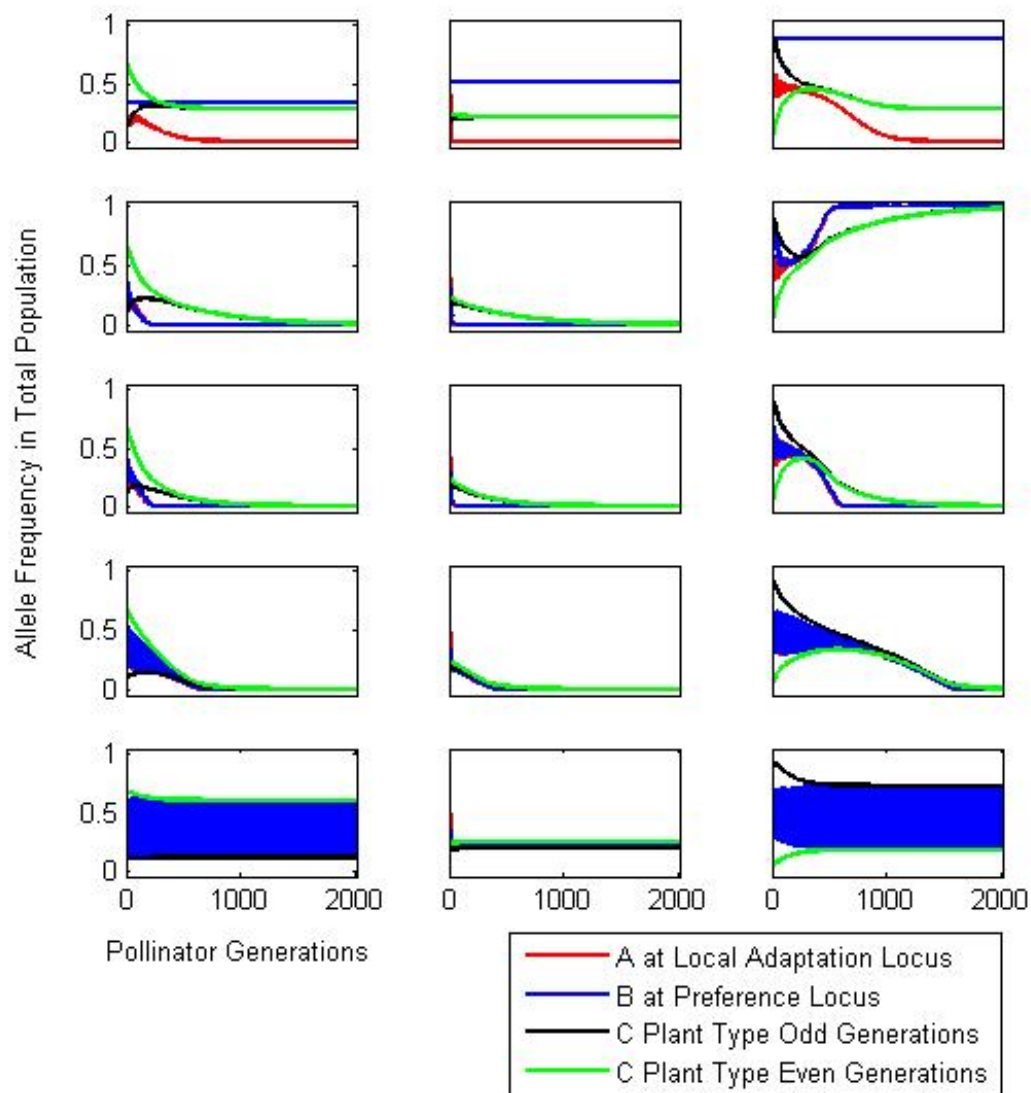 1
0.5
0
1
0.5
0
1
0.5
0
1
0.5
0
1
0.5
0
0 1000 2000 0 1000 2000 0 1000 2000
Allele Frequency in Total Population
Pollinator Generations
A at Local Adaptation Locus
B at Preference Locus
C Plant Type Odd Generations
C Plant Type Even Generations